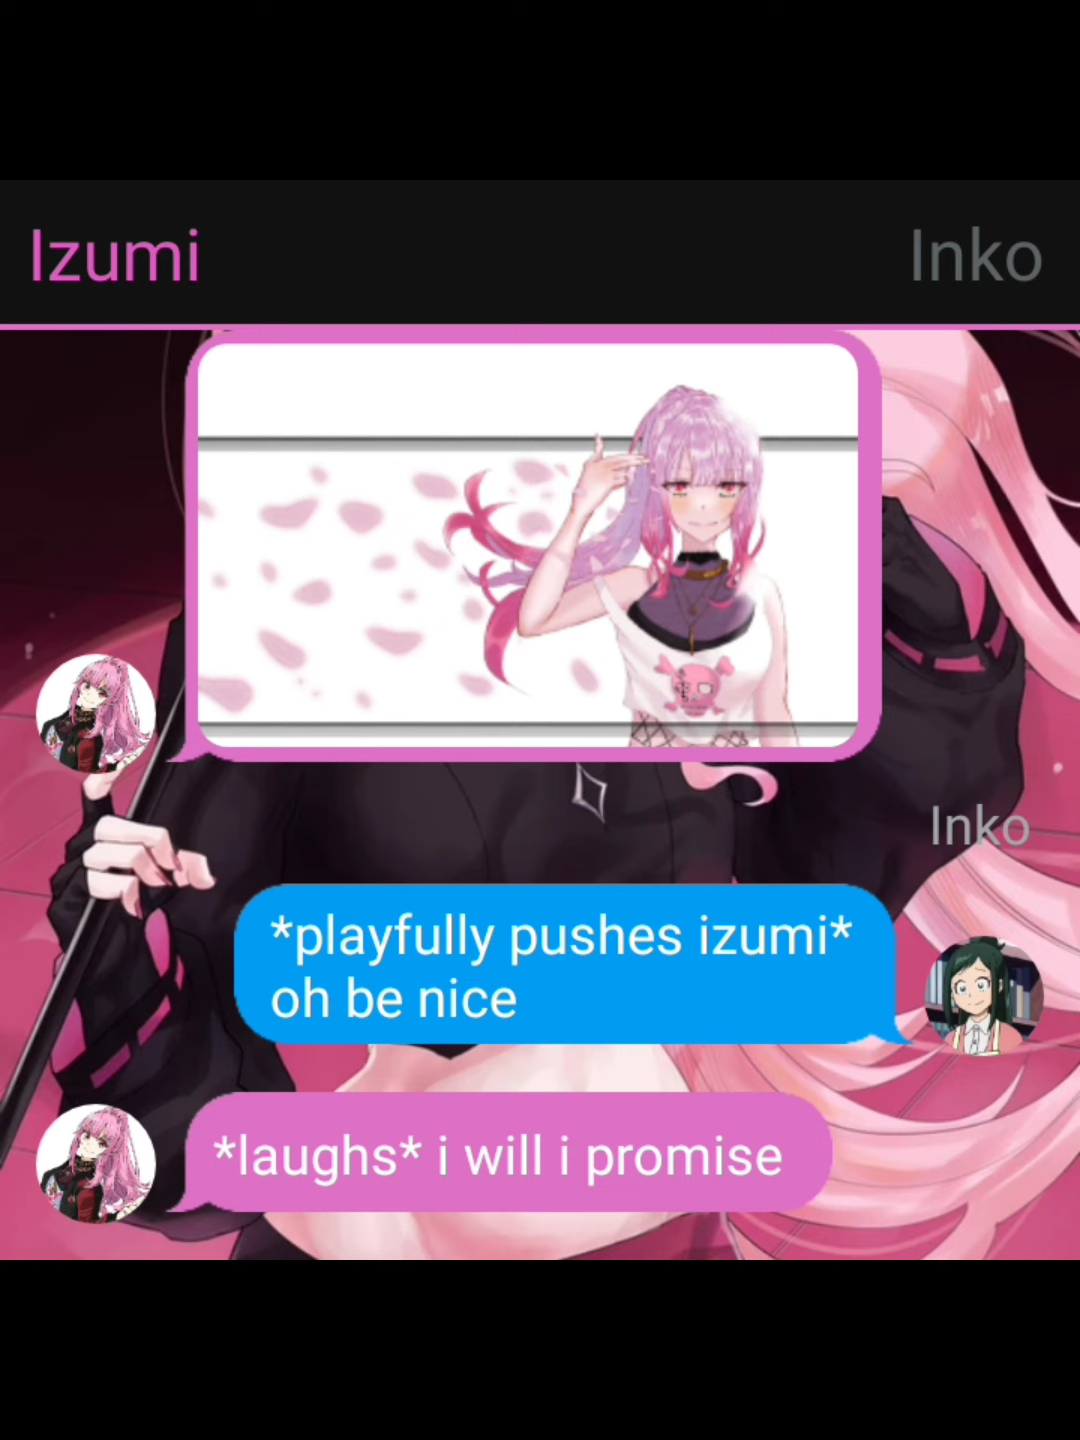 Izumi
Inko
Inko
*playfully pushes izumi*
oh be nice
*laughs* i will i promise